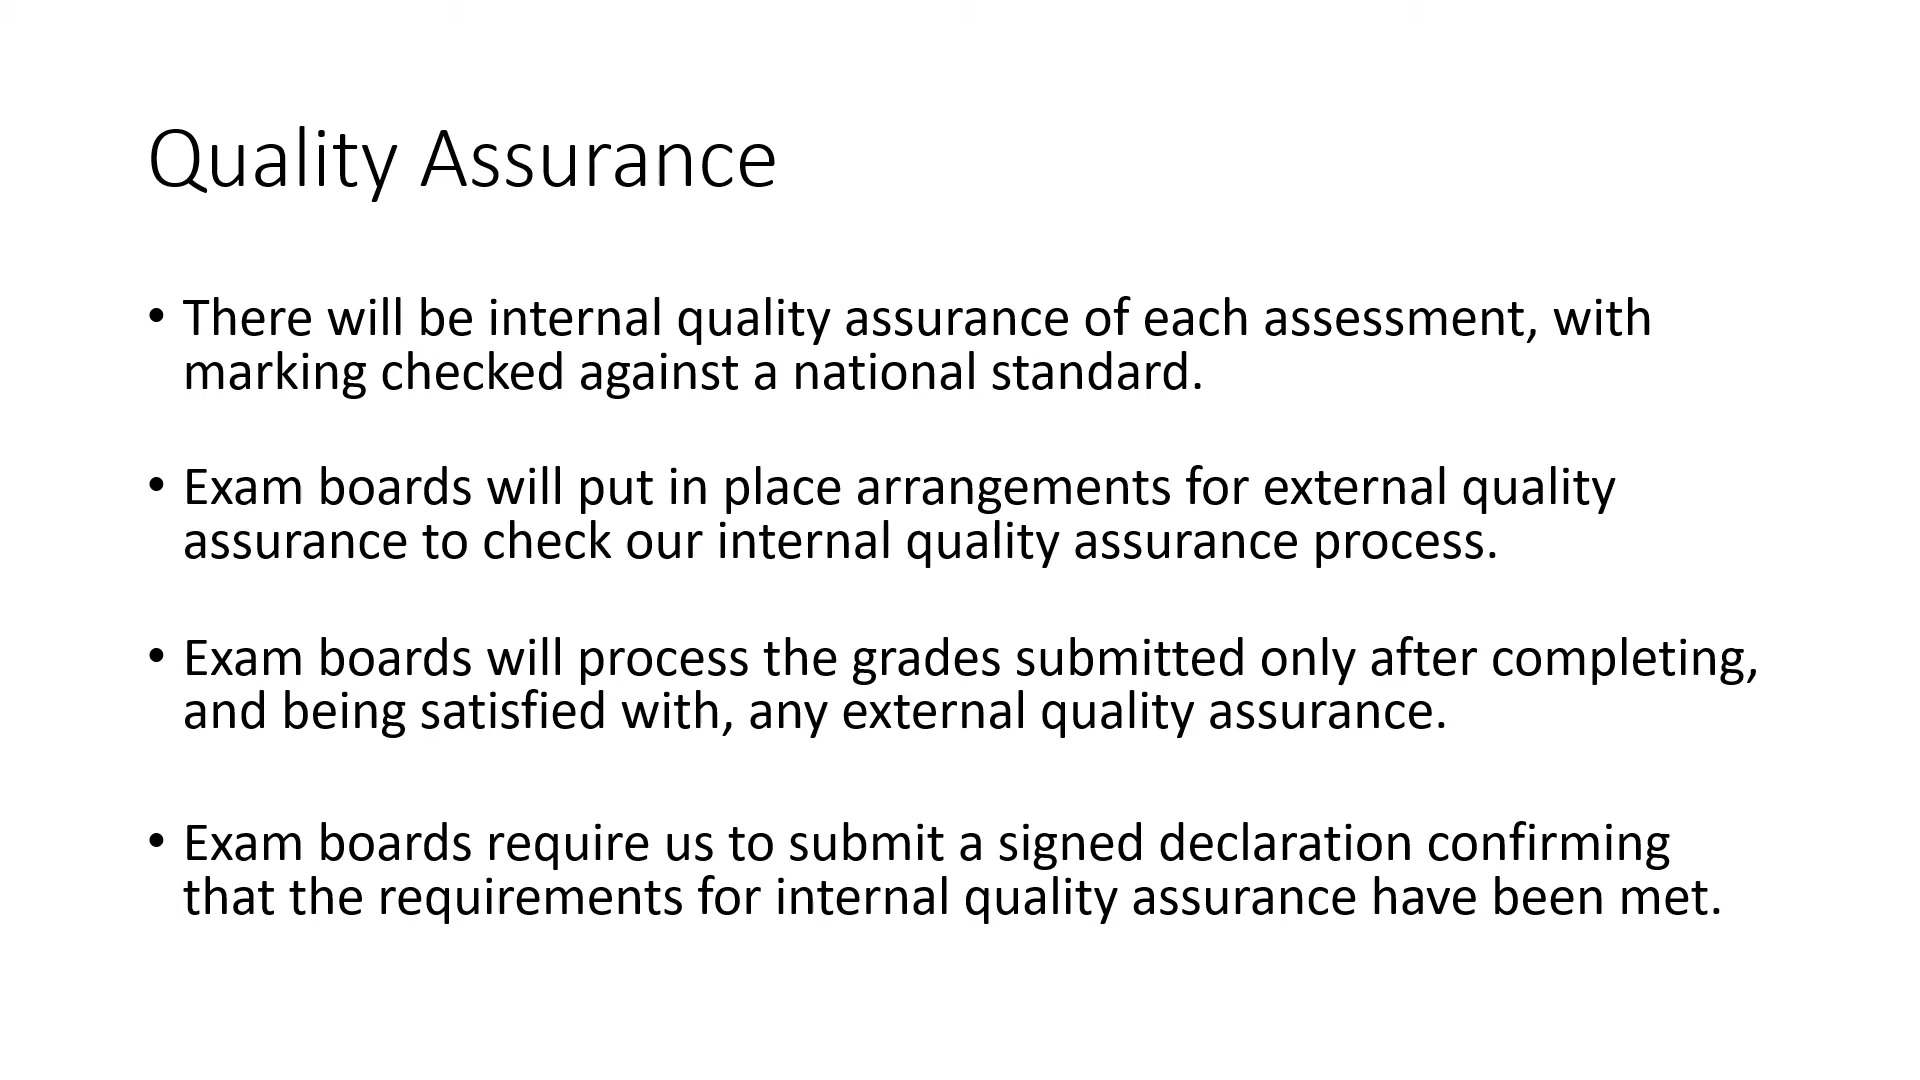 Quality Assurance
• There will be internal quality assurance of each assessment, with
marking checked against a national standard.
• Exam boards will put in place arrangements for external quality
assurance to check our internal quality assurance process.
• Exam boards will process the grades submitted only after completing,
and being satisfied with, any external quality assurance.
• Exam boards require us to submit a signed declaration confirming
that the requirements for internal quality assurance have been met.